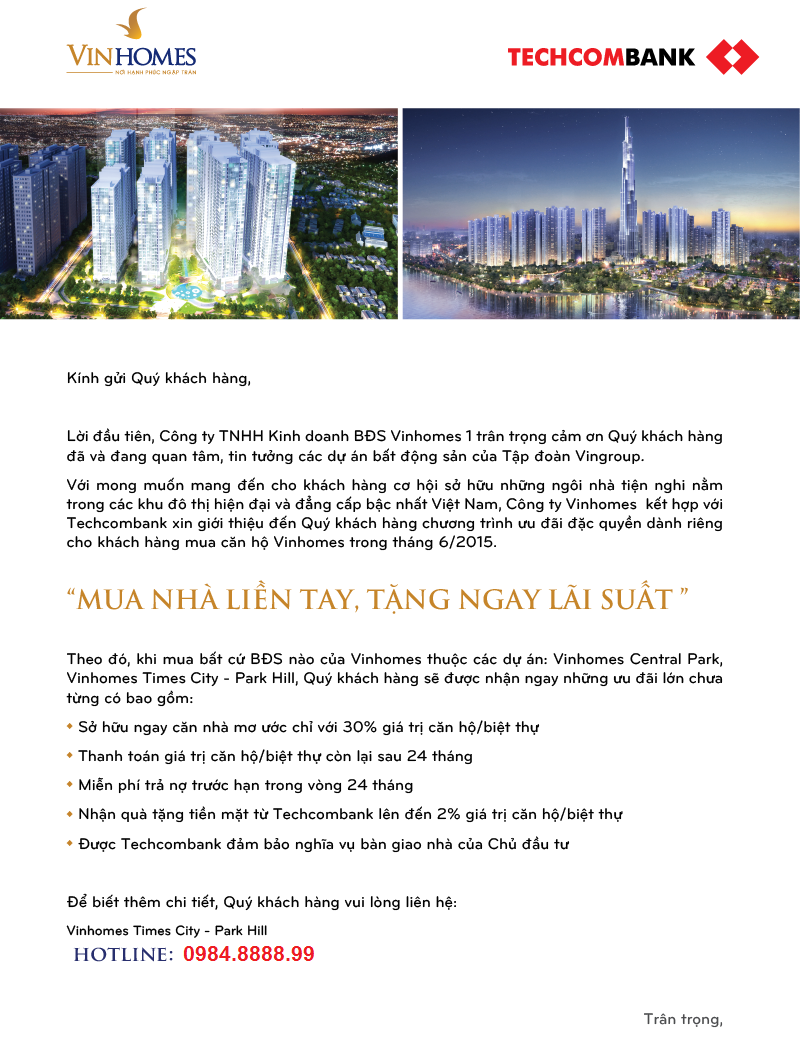 VINHOMES
NƠI HẠNH PHÚC NGẬP TRÀN
TECHCOMBANK
Kính gửi Quý khách hàng,
Lời đầu tiên, Công ty TNHH Kinh doanh BĐS Vinhomes 1 trân trọng cảm ơn Quý khách hàng
đã và đang quan tâm, tin tưởng các dự án bất động sản của Tập đoàn Vingroup.
Với mong muốn mang đến cho khách hàng cơ hội sở hữu những ngôi nhà tiện nghi nằm
trong các khu đô thị hiện đại và đẳng cấp bậc nhất Việt Nam, Công ty Vinhomes kết hợp với
Techcombank xin giới thiệu đến Quý khách hàng chương trình ưu đãi đặc quyền dành riêng
cho khách hàng mua căn hộ Vinhomes trong tháng 6/2015.
“MUA NHÀ LIỀN TAY, TẶNG NGAY LÃI SUẤT ”
Theo đó, khi mua bất cứ BĐS nào của Vinhomes thuộc các dự án: Vinhomes Central Park,
Vinhomes Times City - Park Hill, Quý khách hàng sẽ được nhận ngay những ưu đãi lớn chưa
từng có bao gồm:
Sở hữu ngay căn nhà mơ ước chỉ với 30% giá trị căn hộ/biệt thự
Thanh toán giá trị căn hộ/biệt thự còn lại sau 24 tháng
Miễn phí trả nợ trước hạn trong vòng 24 tháng
Nhận quà tặng tiền mặt từ Techcombank lên đến 2% giá trị căn hộ/biệt thự
Được Techcombank đảm bảo nghĩa vụ bàn giao nhà của Chủ đầu tư
Để biết thêm chi tiết, Quý khách hàng vui lòng liên hệ:
Vinhomes Times City - Park Hill
HOTLINE: 0984.8888.99
Trân trọng,